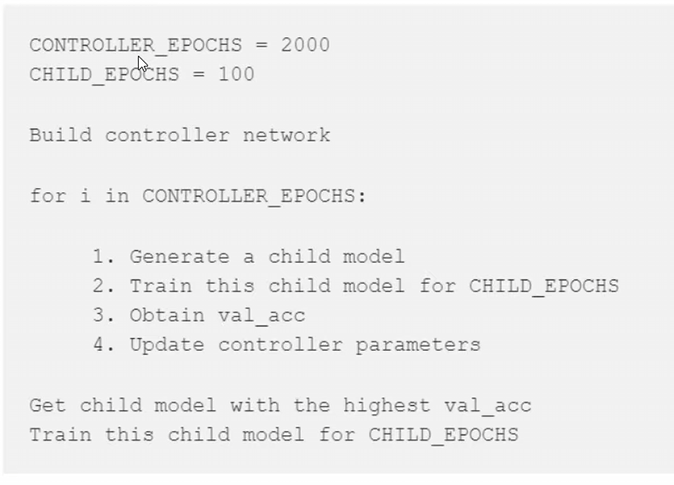 CONTROLLER_EPOCHS = 2000
CHILD_EPOCHS = 100
Build controller network
for i in CONTROLLER_EPOCHS:
1. Generate a child model
2. Train this child model for CHILD_EPOCHS
3. Obtain val_acc
4. Update controller parameters
Get child model with the highest val_acc
Train this child model for CHILD_EPOCHS